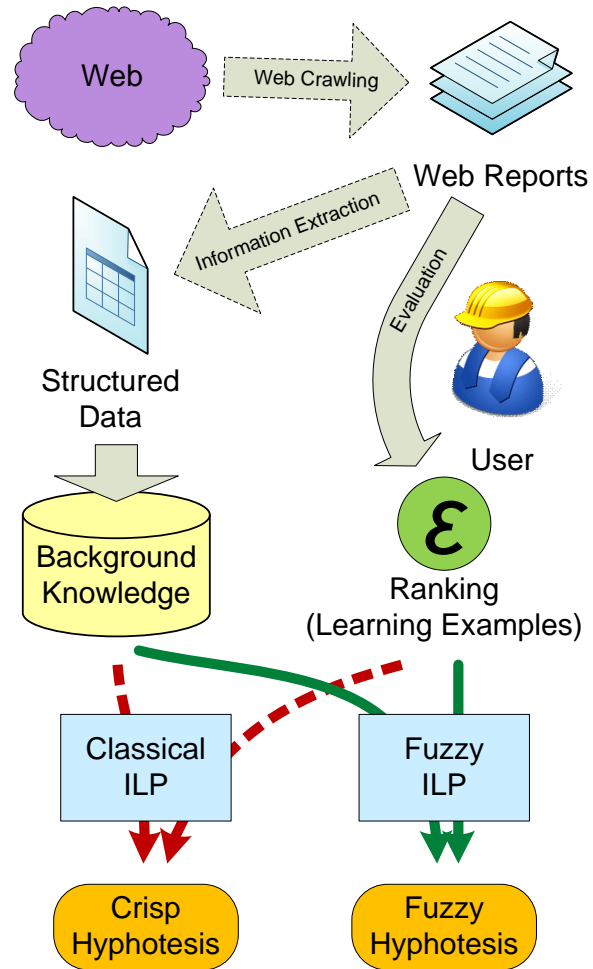 Web
Web Crawling
Web Reports
Information Extraction
Evaluation
Structured
Data
User
Ɛ
Background
Knowledge
Ranking
(Learning Examples)
Classical
ILP
Fuzzy
ILP
Crisp
Hyphotesis
Fuzzy
Hyphotesis